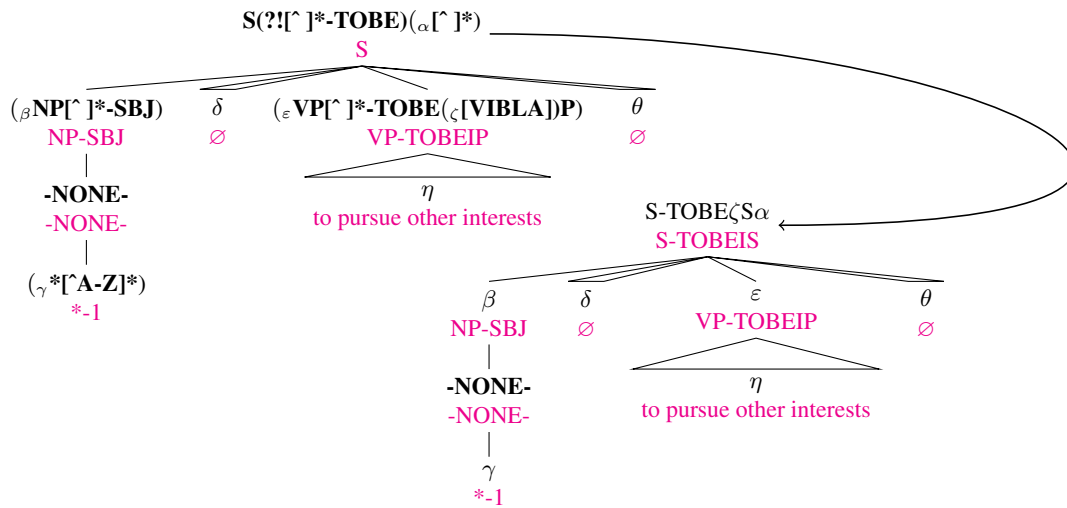 S(?![^ ]*-TOBE)(α[^ ]*)
S
(βNP[^ ]*-SBJ) δ (εVP[^ ]*-TOBE(ζ[VIBLA])P) θ
NP-SBJ ∅ VP-TOBEIP ∅
-NONE- η
-NONE- to pursue other interests
(γ*[^A-Z]*)
*-1
S-TOBEζSα
S-TOBEIS
β δ ε θ
NP-SBJ ∅ VP-TOBEIP ∅
-NONE- η
-NONE- to pursue other interests
γ
*-1